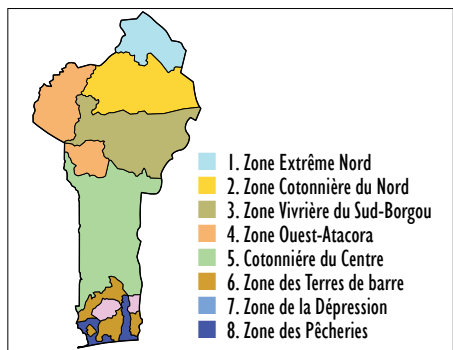 1. Zone Extrême Nord
2. Zone Cotonnière du Nord
3. Zone Vivrière du Sud-Borgou
4. Zone Ouest-Atacora
5. Cotonniére du Centre
6. Zone des Terres de barre
7. Zone de la Dépression
8. Zone des Pêcheries